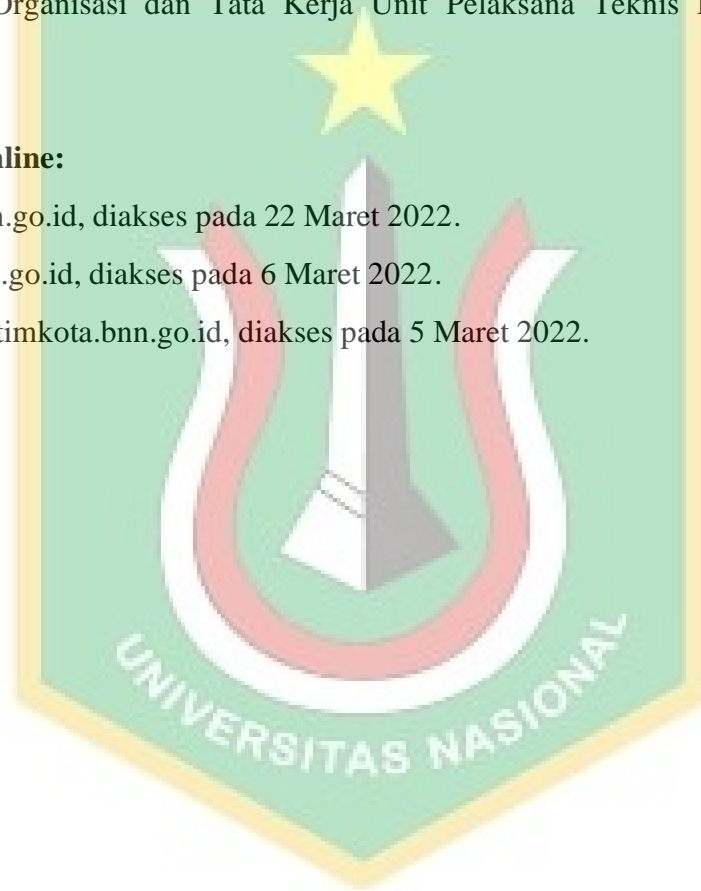 Organisasi dan Tata Kerja Unit Pelaksana Teknis
nline:
n.go.id, diakses pada 22 Maret 2022.
.go.id, diakses pada 6 Maret 2022.
timkota.bnn.go.id, diakses pada 5 Maret 2022.
UNIVERSITAS NASIONAL